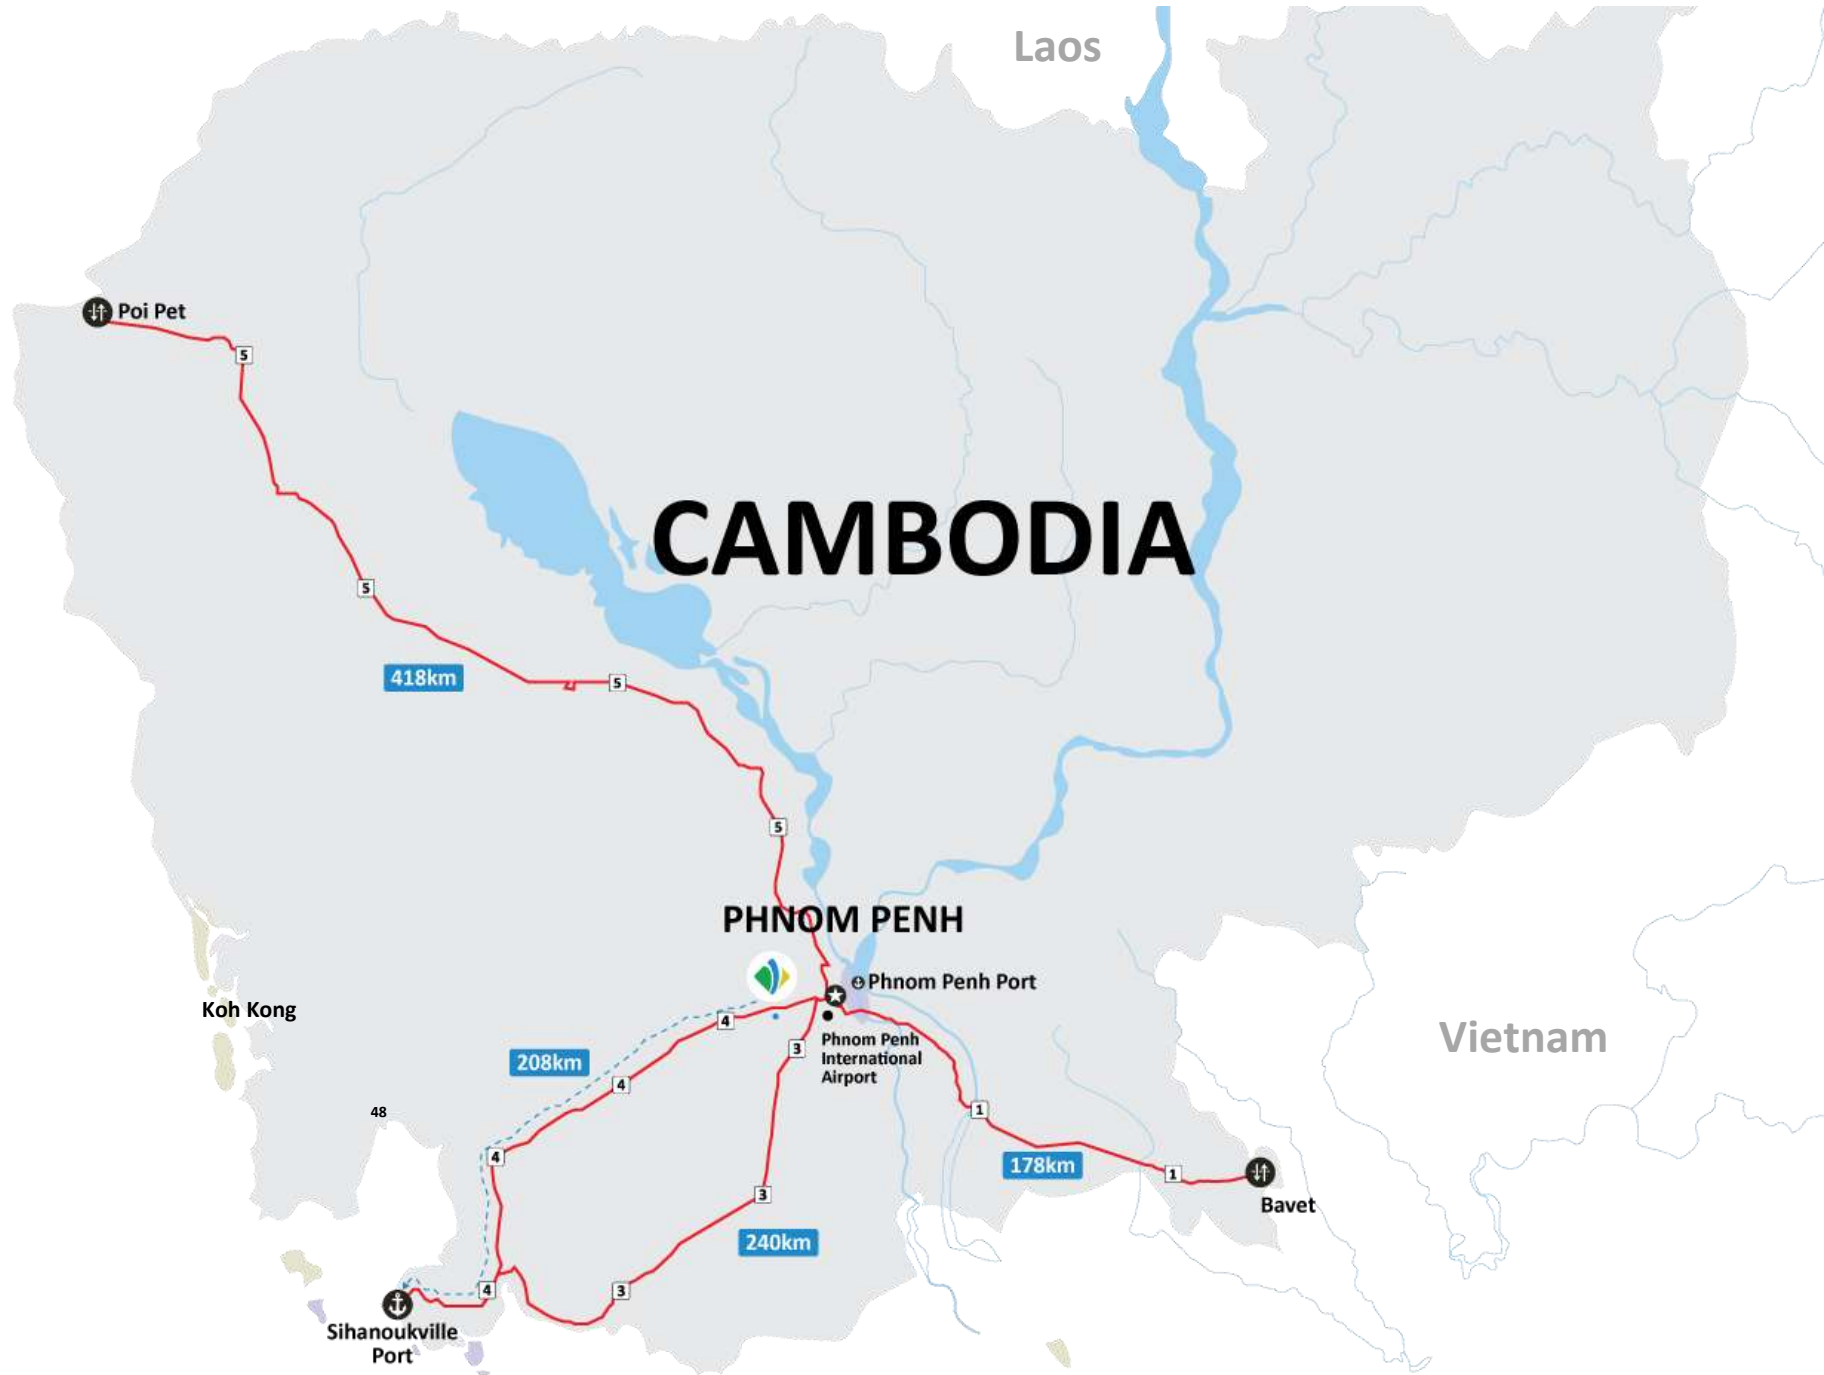 Laos
Poi Pet
5
5
CAMBODIA
418km
5
5
PHNOM PENH
Phnom Penh Port
Koh Kong
4
Phnom Penh
International
Airport
3
Vietnam
208km
4
48
1
4
178km
1
3
Bavet
240km
4
3
Sihanoukville
Port